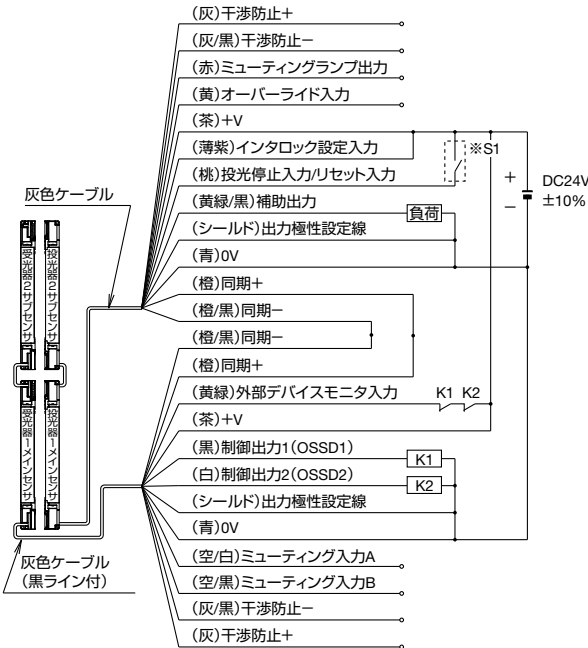 (灰)干渉防止+
(灰/黒)干渉防止−
(赤)ミューティングランプ出力
(黄)オーバーライド入力
(茶)+V
(薄紫)インタロック設定入力
※S1
(桃)投光停止入力/リセット入力
+
DC24V
±10%
−
(黄緑/黒)補助出力
負荷
(シールド)出力極性設定線
(青)0V
灰色ケーブル
(橙)同期+
(橙/黒)同期−
(橙/黒)同期−
(橙)同期+
(黄緑)外部デバイスモニタ入力
K1 K2
(茶)+V
(黒)制御出力1(OSSD1)
K1
(白)制御出力2(OSSD2)
K2
(シールド)出力極性設定線
(青)0V
(空/白)ミューティング入力A
(空/黒)ミューティング入力B
(灰/黒)干渉防止−
(灰)干渉防止+
受光器2サブセンサ
投光器2サブセンサ
受光器1メインセンサ
投光器1メインセンサ
灰色ケーブル
(黒ライン付)